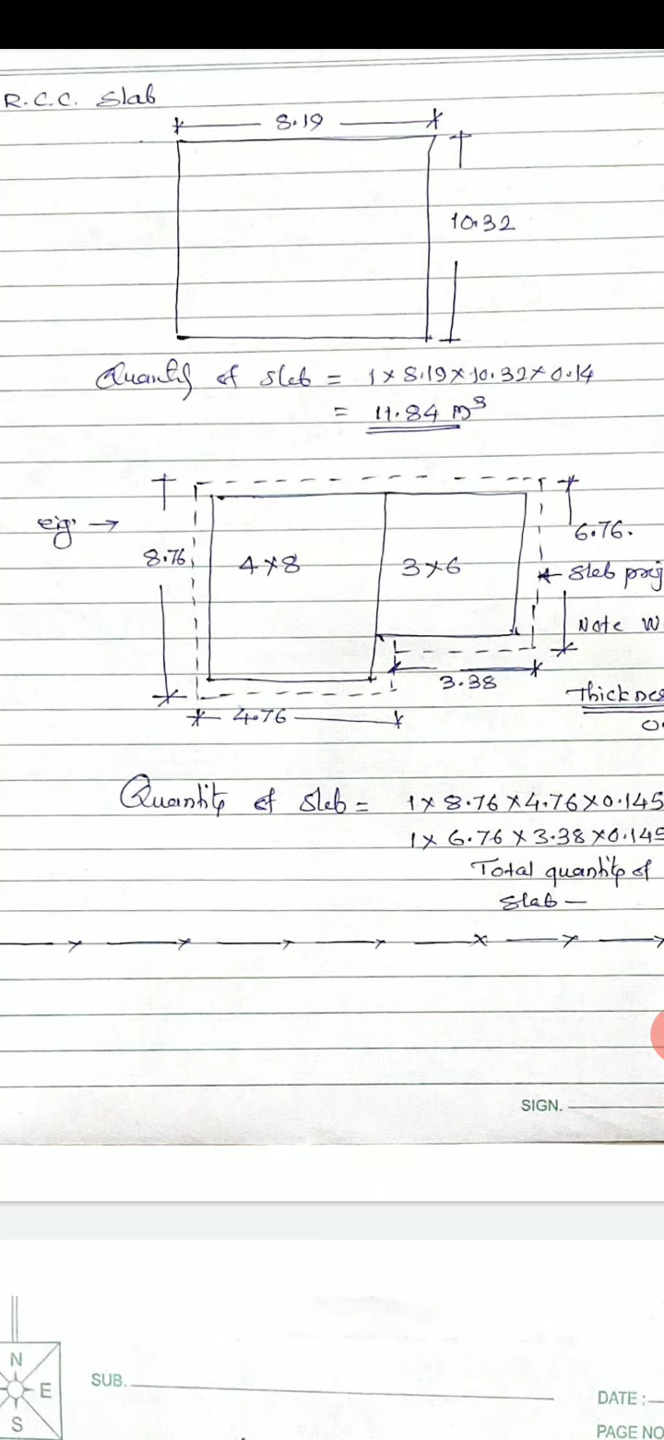 R.C.C. Slab
8.19
10.32
Quantity of slab = 1 x 8.19 x 10.32 x 0.14
= 11.84 m3
eg. →
8.76
4 x 8
3 x 6
6.76.
Slab proj
Note W
3.38
4.76
Thicknes
Quantity of slab = 1 x 8.76 x 4.76 x 0.145
1 x 6.76 x 3.38 x 0.145
Total quantity of
slab —
SIGN.
N
E
S
SUB.
DATE :
PAGE NO